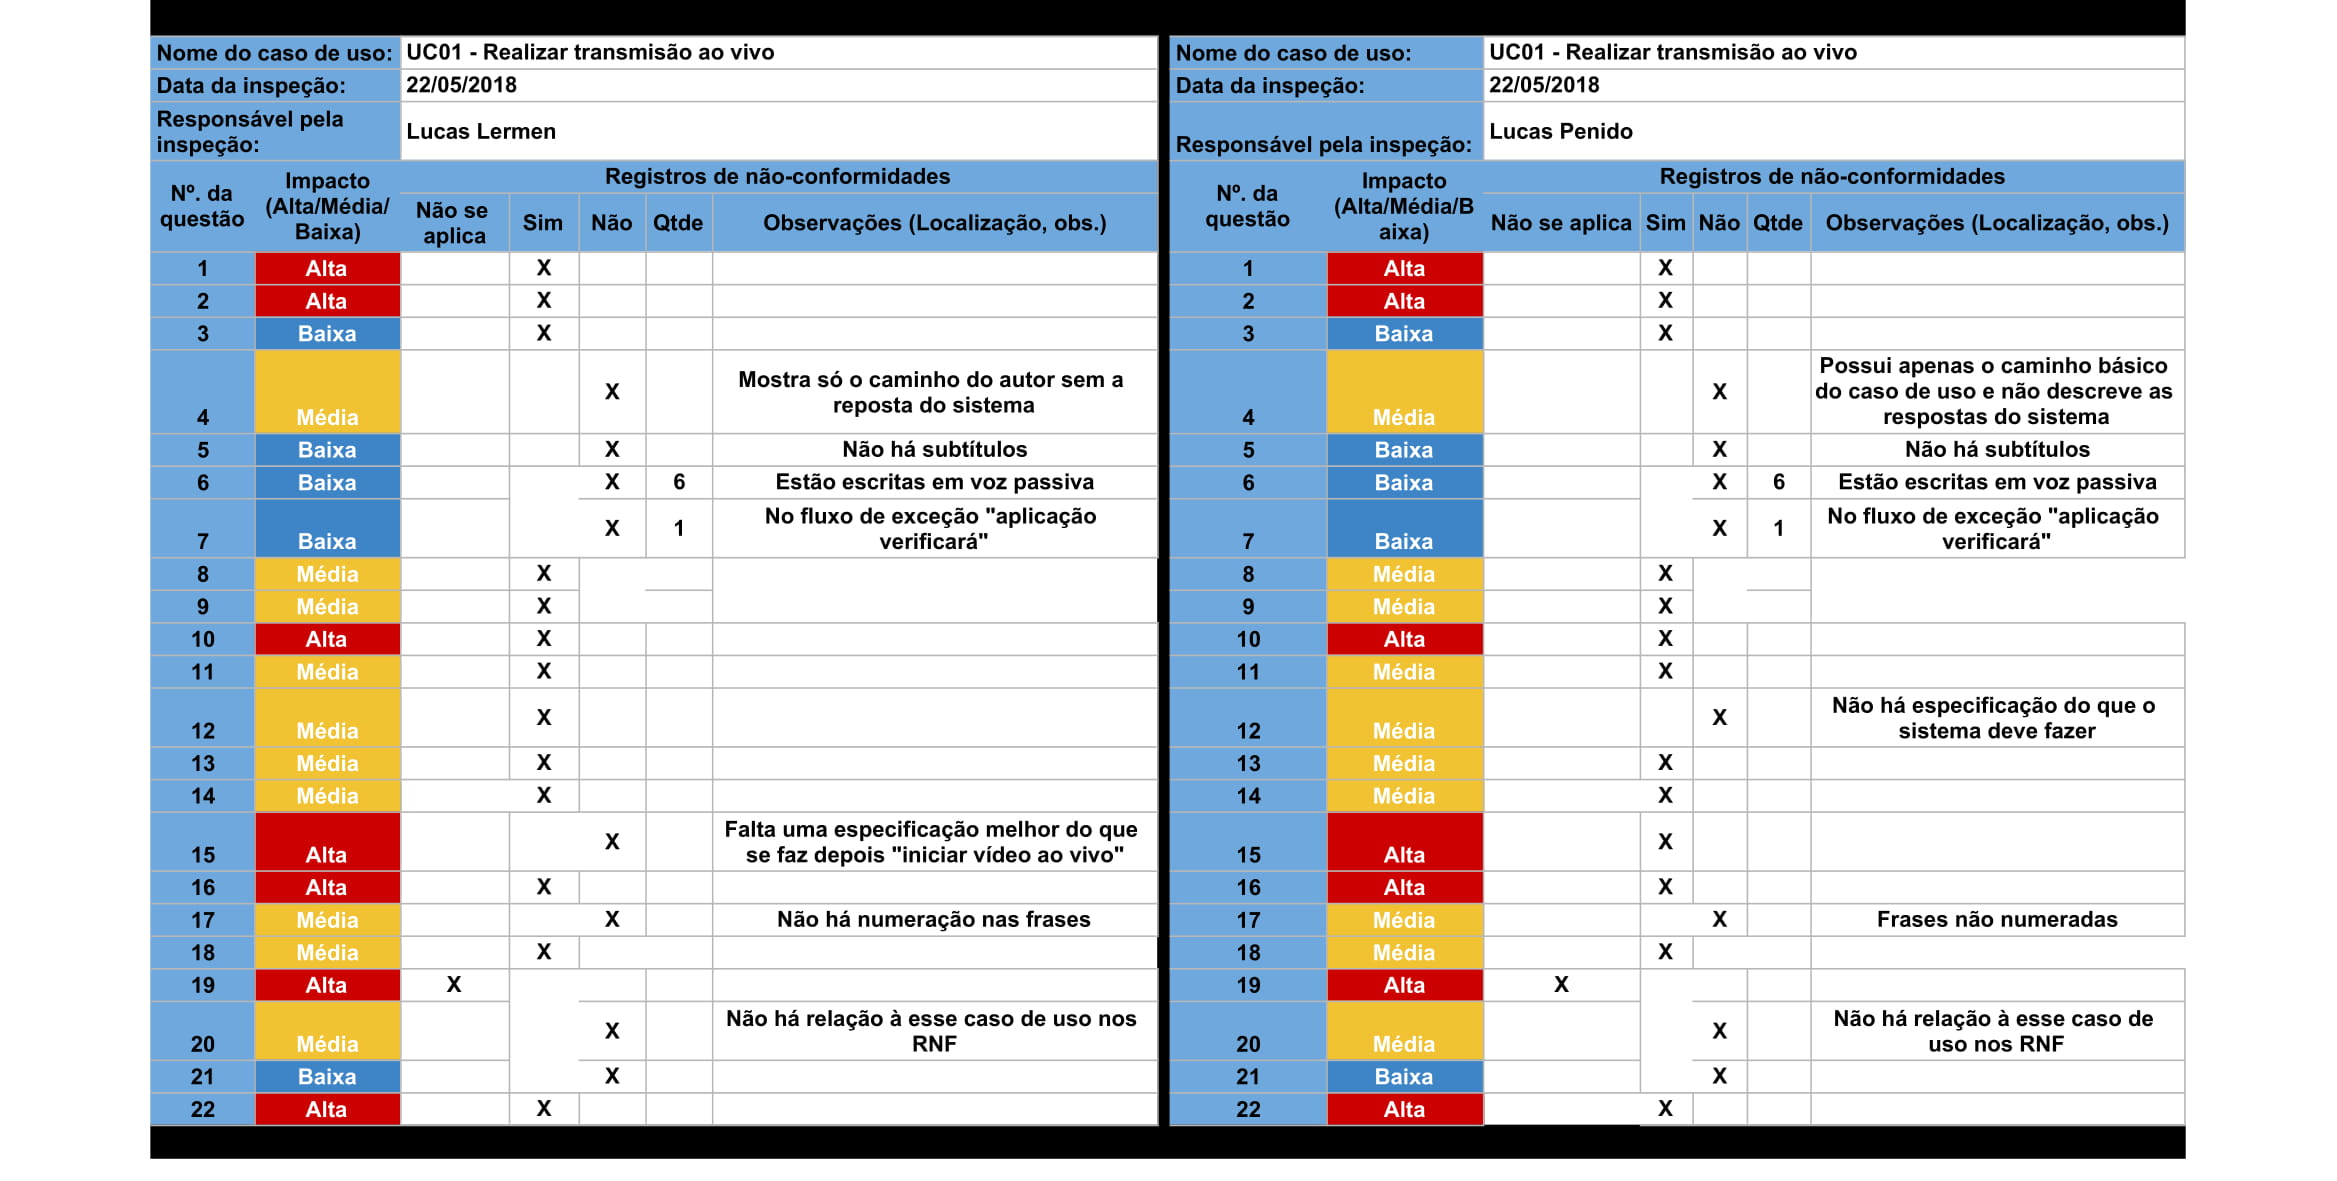 Nome do caso de uso: UC01 - Realizar transmissão ao vivo
Data da inspeção: 22/05/2018
Responsável pela
inspeção: Lucas Lermen
Nº. da
questão
Impacto
(Alta/Média/
Baixa)
Registros de não-conformidades
Não se
aplica
Sim Não Qtde Observações (Localização, obs.)
1 Alta X
2 Alta X
3 Baixa X
4 Média X Mostra só o caminho do autor sem a
reposta do sistema
5 Baixa X Não há subtítulos
6 Baixa X 6 Estão escritas em voz passiva
7 Baixa X 1 No fluxo de exceção "aplicação
verificará"
8 Média X
9 Média X
10 Alta X
11 Média X
12 Média X
13 Média X
14 Média X
15 Alta X Falta uma especificação melhor do que
se faz depois "iniciar vídeo ao vivo"
16 Alta X
17 Média X Não há numeração nas frases
18 Média X
19 Alta X
20 Média X Não há relação à esse caso de uso nos
RNF
21 Baixa X
22 Alta X
Nome do caso de uso: UC01 - Realizar transmissão ao vivo
Data da inspeção: 22/05/2018
Responsável pela inspeção: Lucas Penido
Nº. da
questão
Impacto
(Alta/Média/B
aixa)
Registros de não-conformidades
Não se aplica Sim Não Qtde Observações (Localização, obs.)
1 Alta X
2 Alta X
3 Baixa X
4 Média X Possui apenas o caminho básico
do caso de uso e não descreve as
respostas do sistema
5 Baixa X Não há subtítulos
6 Baixa X 6 Estão escritas em voz passiva
7 Baixa X 1 No fluxo de exceção "aplicação
verificará"
8 Média X
9 Média X
10 Alta X
11 Média X
12 Média X Não há especificação do que o
sistema deve fazer
13 Média X
14 Média X
15 Alta X
16 Alta X
17 Média X Frases não numeradas
18 Média X
19 Alta X
20 Média X Não há relação à esse caso de
uso nos RNF
21 Baixa X
22 Alta X